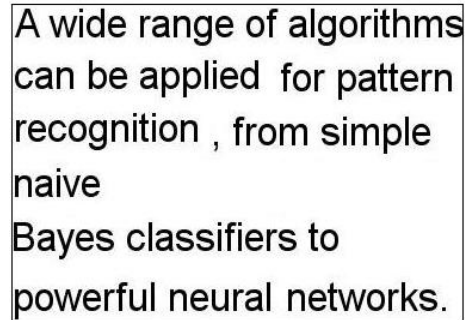 A wide range of algorithms
can be applied for pattern
recognition , from simple
naive
Bayes classifiers to
powerful neural networks.